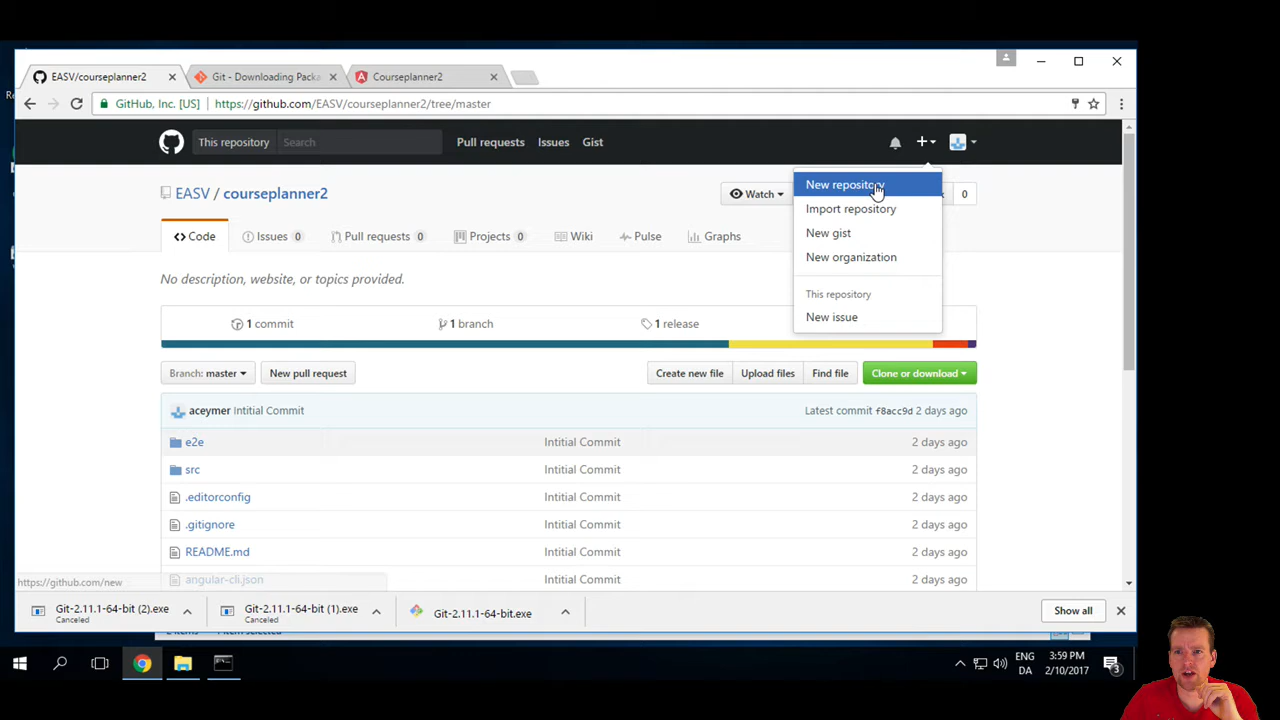 EASV/courseplanner2
Git - Downloading Packa
Courseplanner2
GitHub, Inc. [US]
https://github.com/EASV/courseplanner2/tree/master
This repository
Search
Pull requests
Issues
Gist
EASV / courseplanner2
Watch
0
New repository
Import repository
New gist
New organization
This repository
New issue
Code
Issues 0
Pull requests 0
Projects 0
Wiki
Pulse
Graphs
No description, website, or topics provided.
1 commit
1 branch
1 release
Branch: master
New pull request
Create new file
Upload files
Find file
Clone or download
aceymer Intitial Commit
Latest commit f8acc9d 2 days ago
e2e
Intitial Commit
2 days ago
src
Intitial Commit
2 days ago
.editorconfig
Intitial Commit
2 days ago
.gitignore
Intitial Commit
2 days ago
README.md
Intitial Commit
2 days ago
angular-cli.json
Intitial Commit
2 days ago
https://github.com/new
Git-2.11.1-64-bit (2).exe
Canceled
Git-2.11.1-64-bit (1).exe
Canceled
Git-2.11.1-64-bit.exe
Show all
ENG
DA
3:59 PM
2/10/2017
3